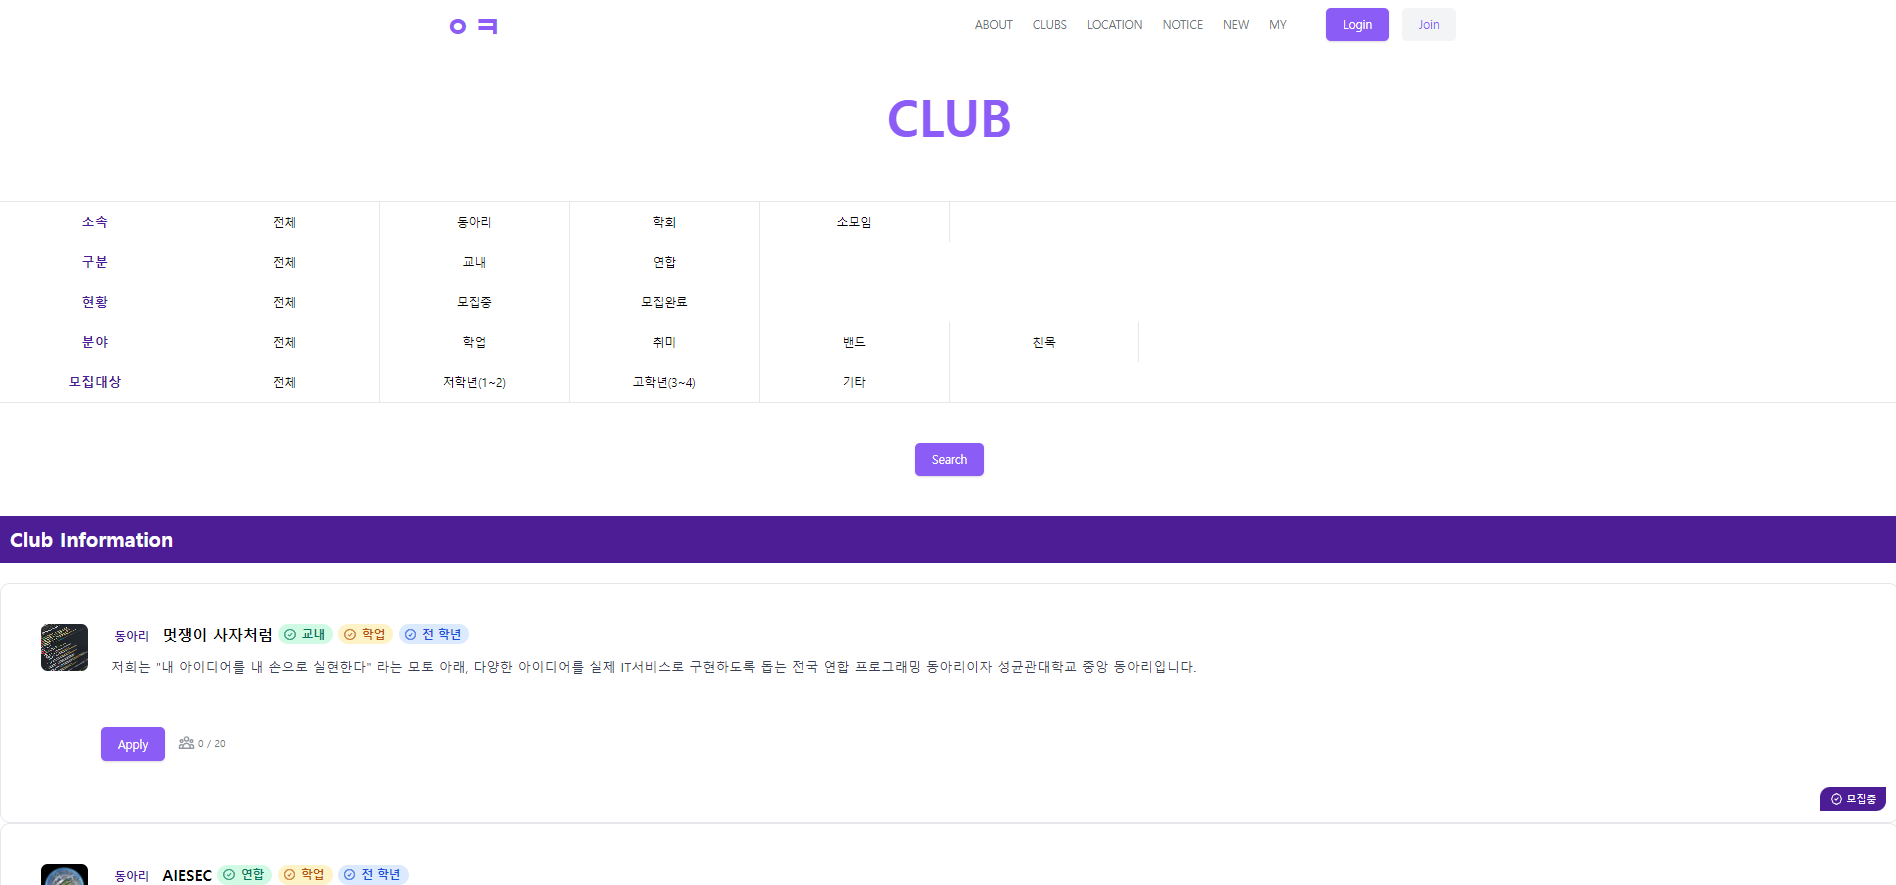 ㅇㅋ ABOUT CLUBS LOCATION NOTICE NEW MY Login Join
CLUB
소속 전체 동아리 학회 소모임
구분 전체 교내 연합
현황 전체 모집중 모집완료
분야 전체 학업 취미 밴드 친목
모집대상 전체 저학년(1~2) 고학년(3~4) 기타
Search
Club Information
동아리 멋쟁이 사자처럼 교내 학업 전 학년
저희는 "내 아이디어를 내 손으로 실현한다" 라는 모토 아래, 다양한 아이디어를 실제 IT서비스로 구현하도록 돕는 전국 연합 프로그래밍 동아리이자 성균관대학교 중앙 동아리입니다.
Apply 0 / 20
모집중
동아리 AIESEC 연합 학업 전 학년